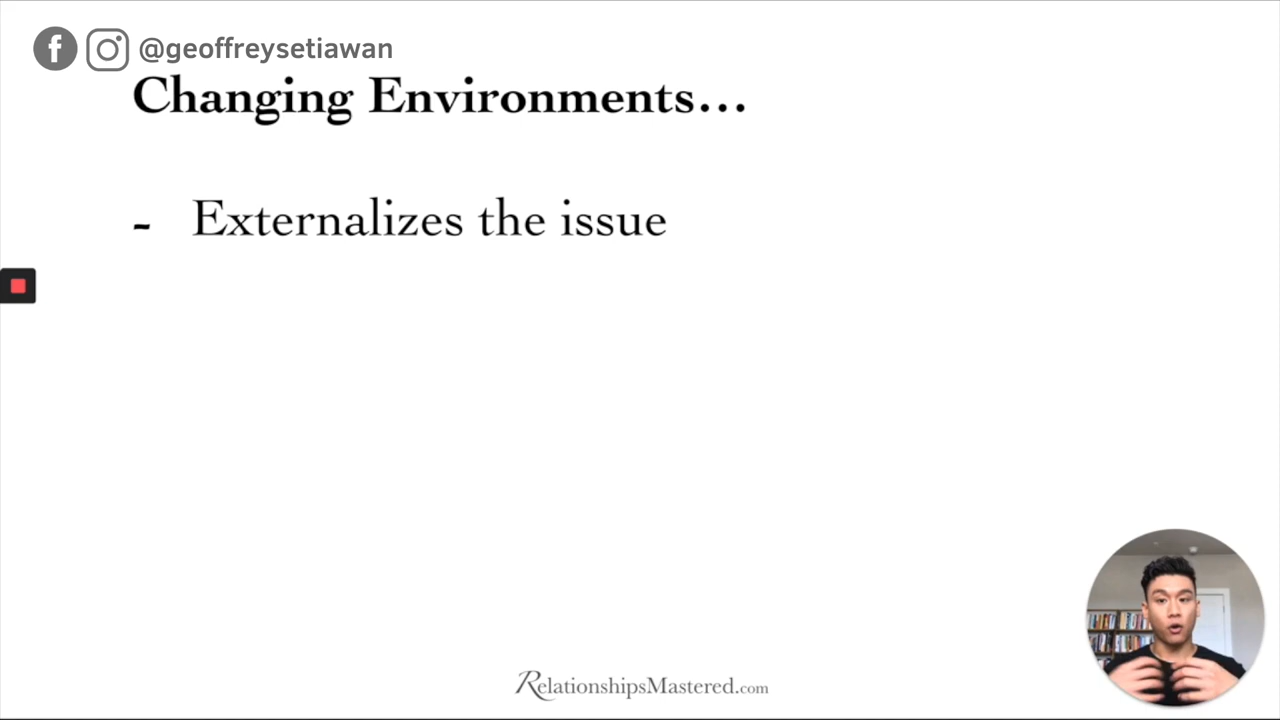 @geoffreysetiawan
Changing Environments…
- Externalizes the issue
RelationshipsMastered.com